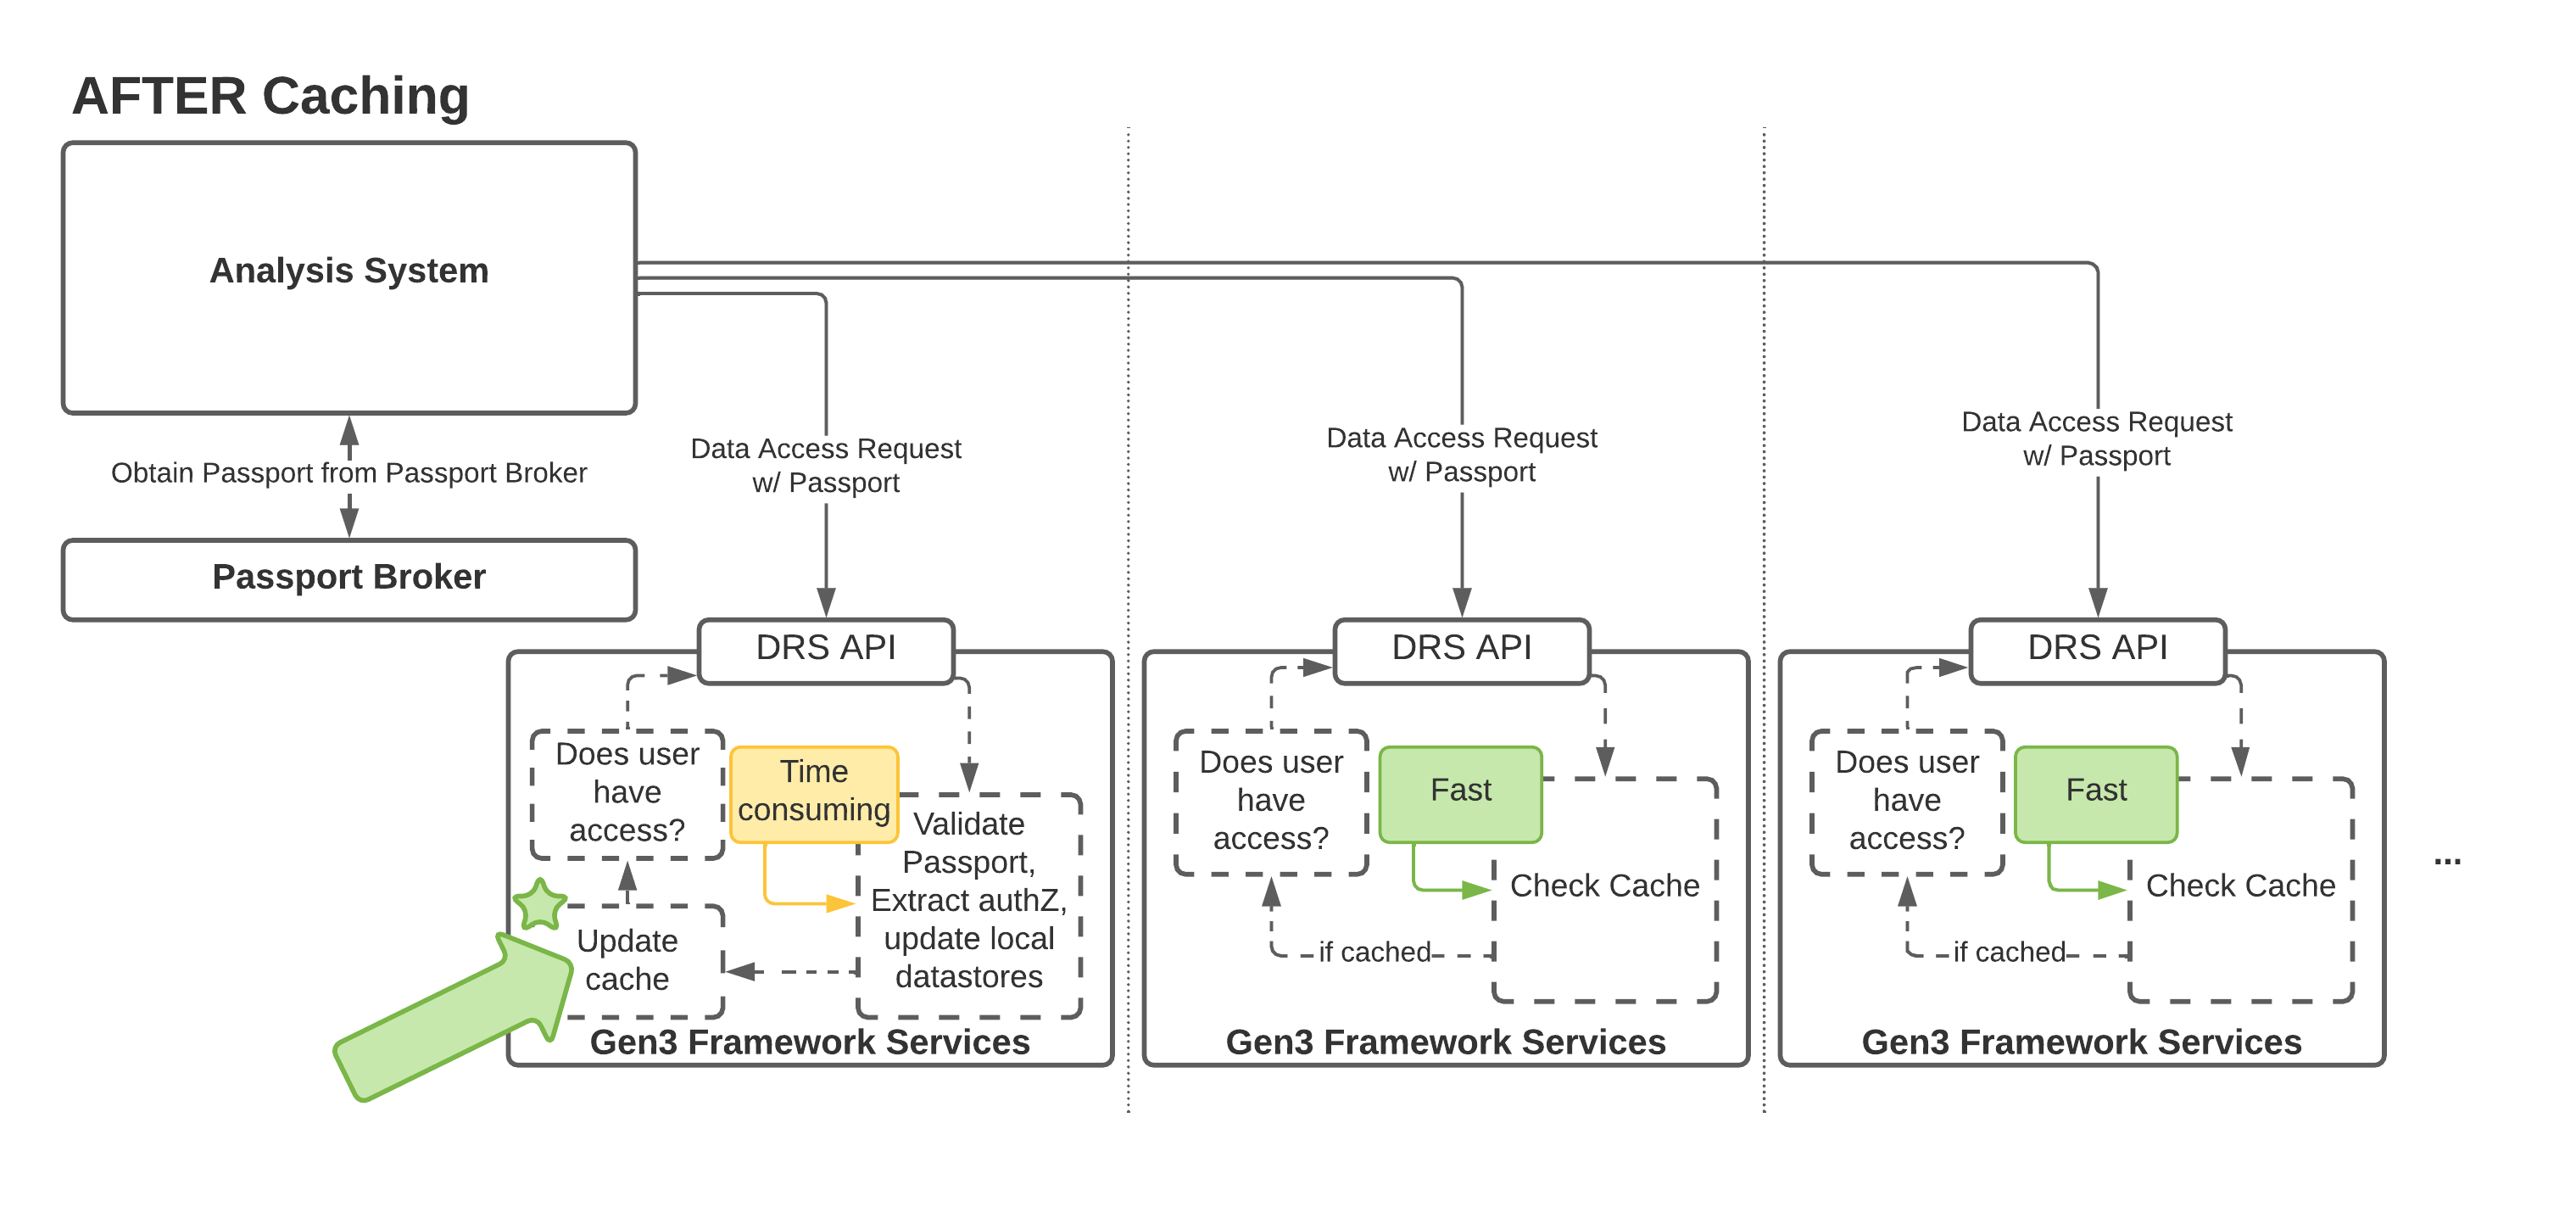 AFTER Caching
Analysis System
Obtain Passport from Passport Broker
Passport Broker
Data Access Request
w/ Passport
DRS API
Does user
have
access?
Time
consuming
Validate
Passport,
Extract authZ,
update local
datastores
Update
cache
Gen3 Framework Services
Data Access Request
w/ Passport
DRS API
Does user
have
access?
Fast
Check Cache
if cached
Gen3 Framework Services
Data Access Request
w/ Passport
DRS API
Does user
have
access?
Fast
Check Cache
if cached
Gen3 Framework Services
...